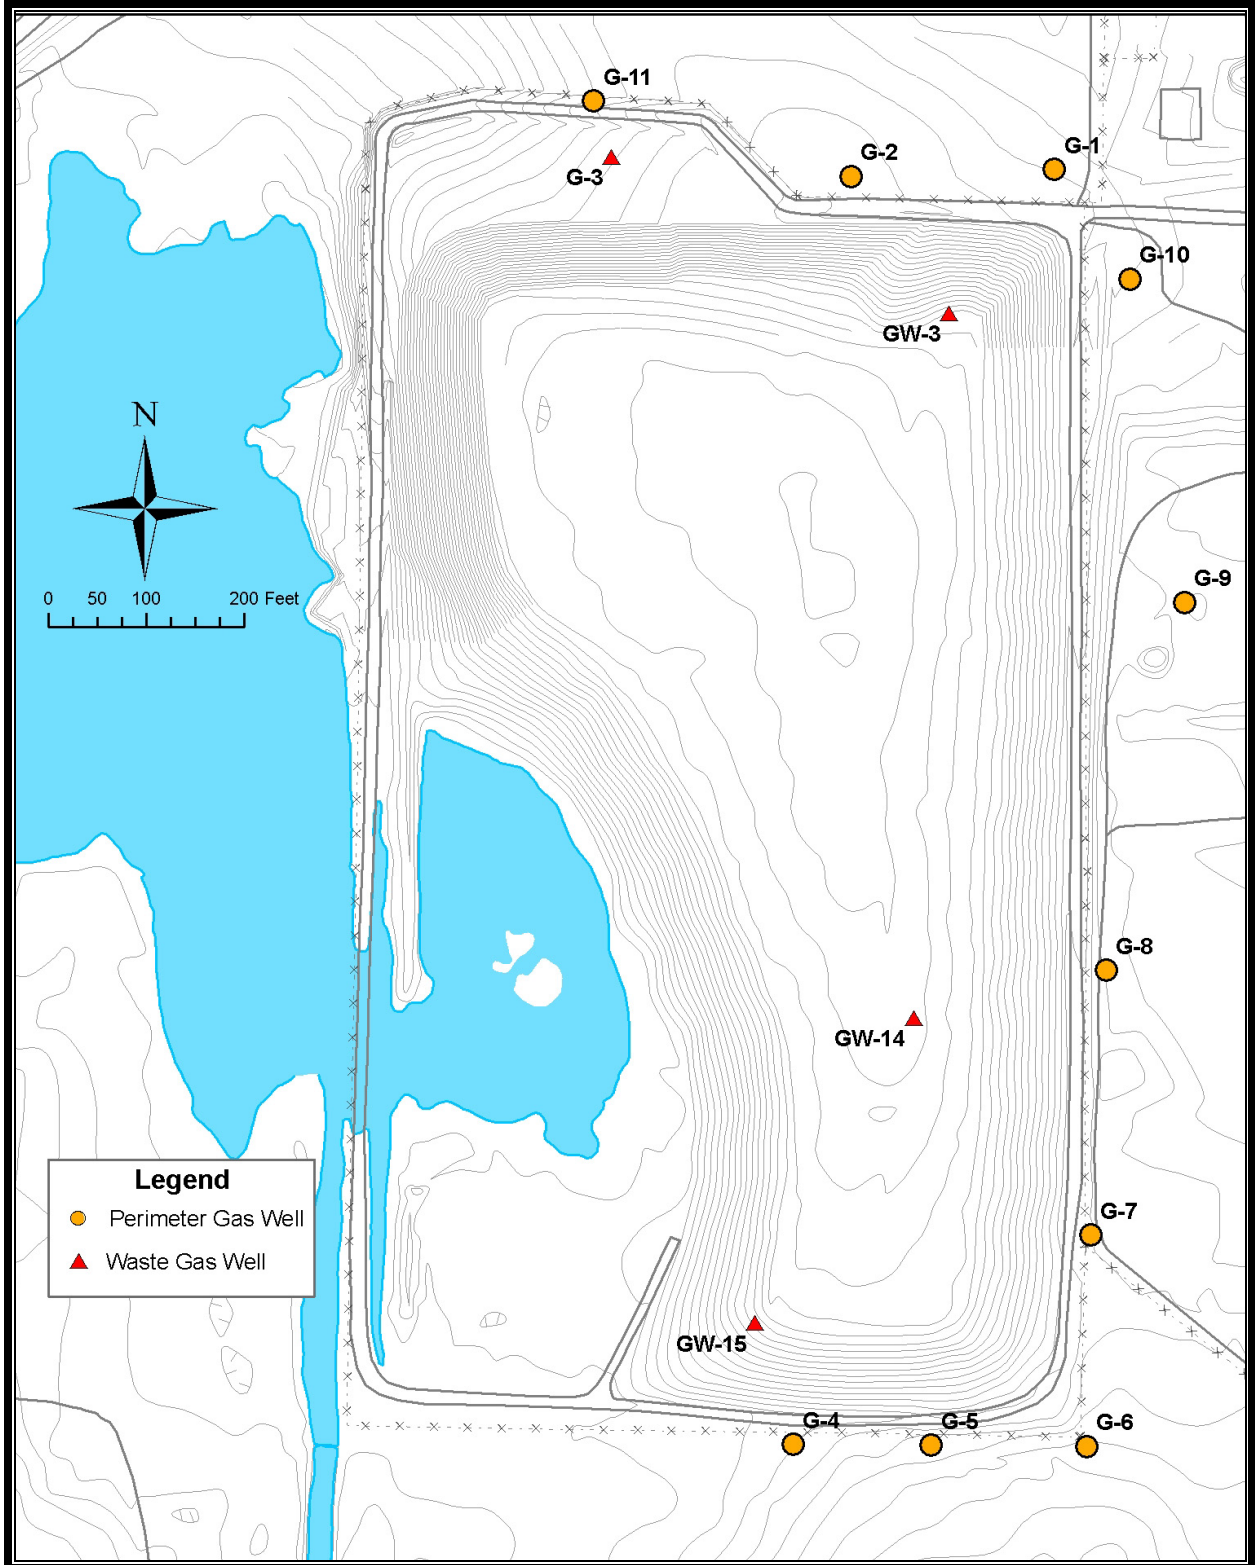 G-11
G-3
G-2
G-1
G-10
GW-3
N
0 50 100 200 Feet
G-9
G-8
GW-14
Legend
Perimeter Gas Well
Waste Gas Well
G-7
GW-15
G-4
G-5
G-6